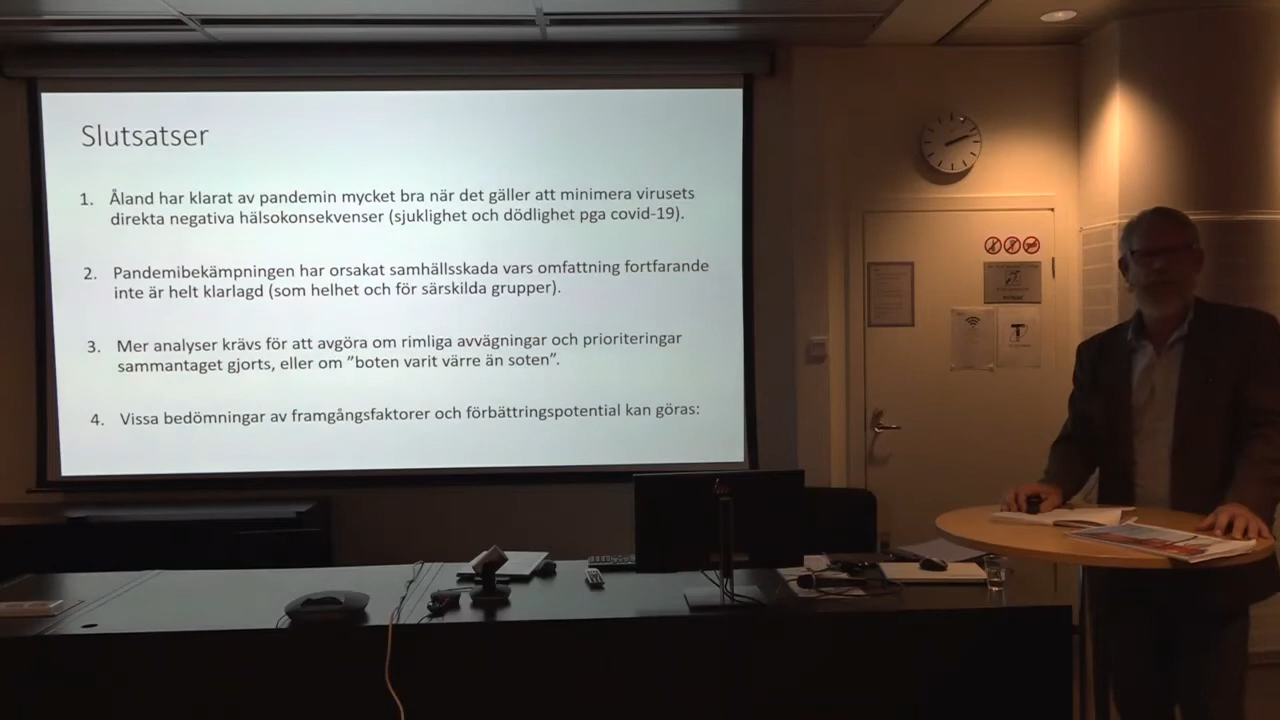 Slutsatser
1. Åland har klarat av pandemin mycket bra när det gäller att minimera virusets
direkta negativa hälsokonsekvenser (sjuklighet och dödlighet pga covid-19).
2. Pandemibekämpningen har orsakat samhällsskada vars omfattning fortfarande
inte är helt klarlagd (som helhet och för särskilda grupper).
3. Mer analyser krävs för att avgöra om rimliga avvägningar och prioriteringar
sammantaget gjorts, eller om ”boten varit värre än soten”.
4. Vissa bedömningar av framgångsfaktorer och förbättringspotential kan göras: